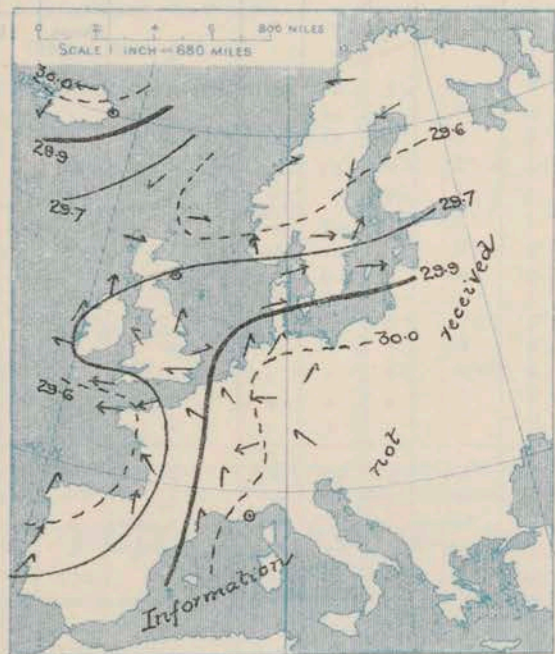 0 2 4 6 800 MILES
SCALE 1 INCH = 680 MILES
30.0
29.9
29.7
29.6
29.7
29.9
30.0
29.6
Information
not
received